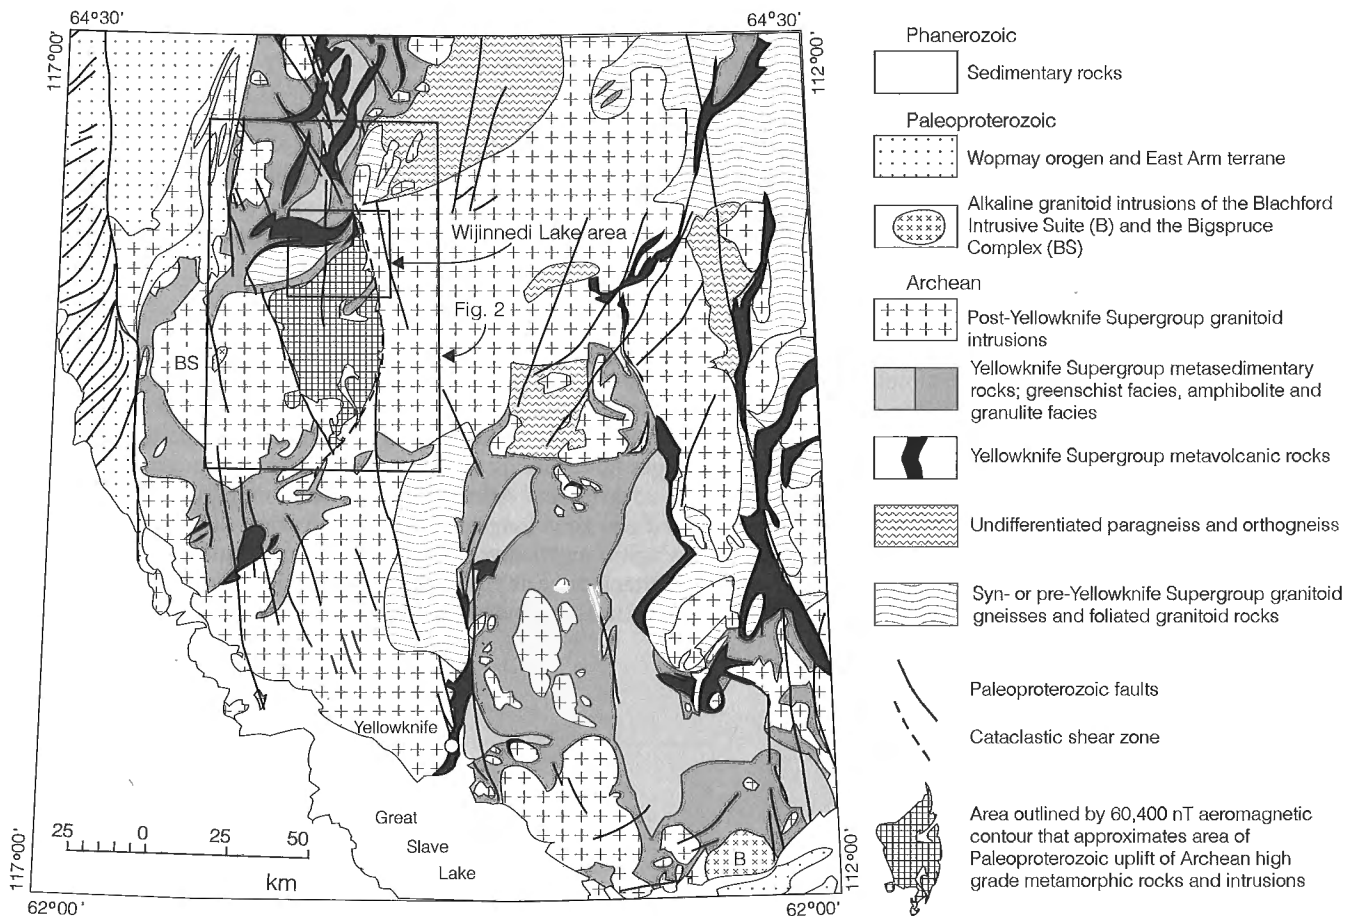 64°30'
64°30'
117°00'
112°00'
Wijinnedi Lake area
Fig. 2
BS
Yellowknife
Great
Slave
Lake
B
25 0 25 50
km
117°00'
112°00'
62°00'
62°00'
Phanerozoic
Sedimentary rocks
Paleoproterozoic
Wopmay orogen and East Arm terrane
Alkaline granitoid intrusions of the Blachford
Intrusive Suite (B) and the Bigspruce
Complex (BS)
Archean
Post-Yellowknife Supergroup granitoid
intrusions
Yellowknife Supergroup metasedimentary
rocks; greenschist facies, amphibolite and
granulite facies
Yellowknife Supergroup metavolcanic rocks
Undifferentiated paragneiss and orthogneiss
Syn- or pre-Yellowknife Supergroup granitoid
gneisses and foliated granitoid rocks
Paleoproterozoic faults
Cataclastic shear zone
Area outlined by 60,400 nT aeromagnetic
contour that approximates area of
Paleoproterozoic uplift of Archean high
grade metamorphic rocks and intrusions